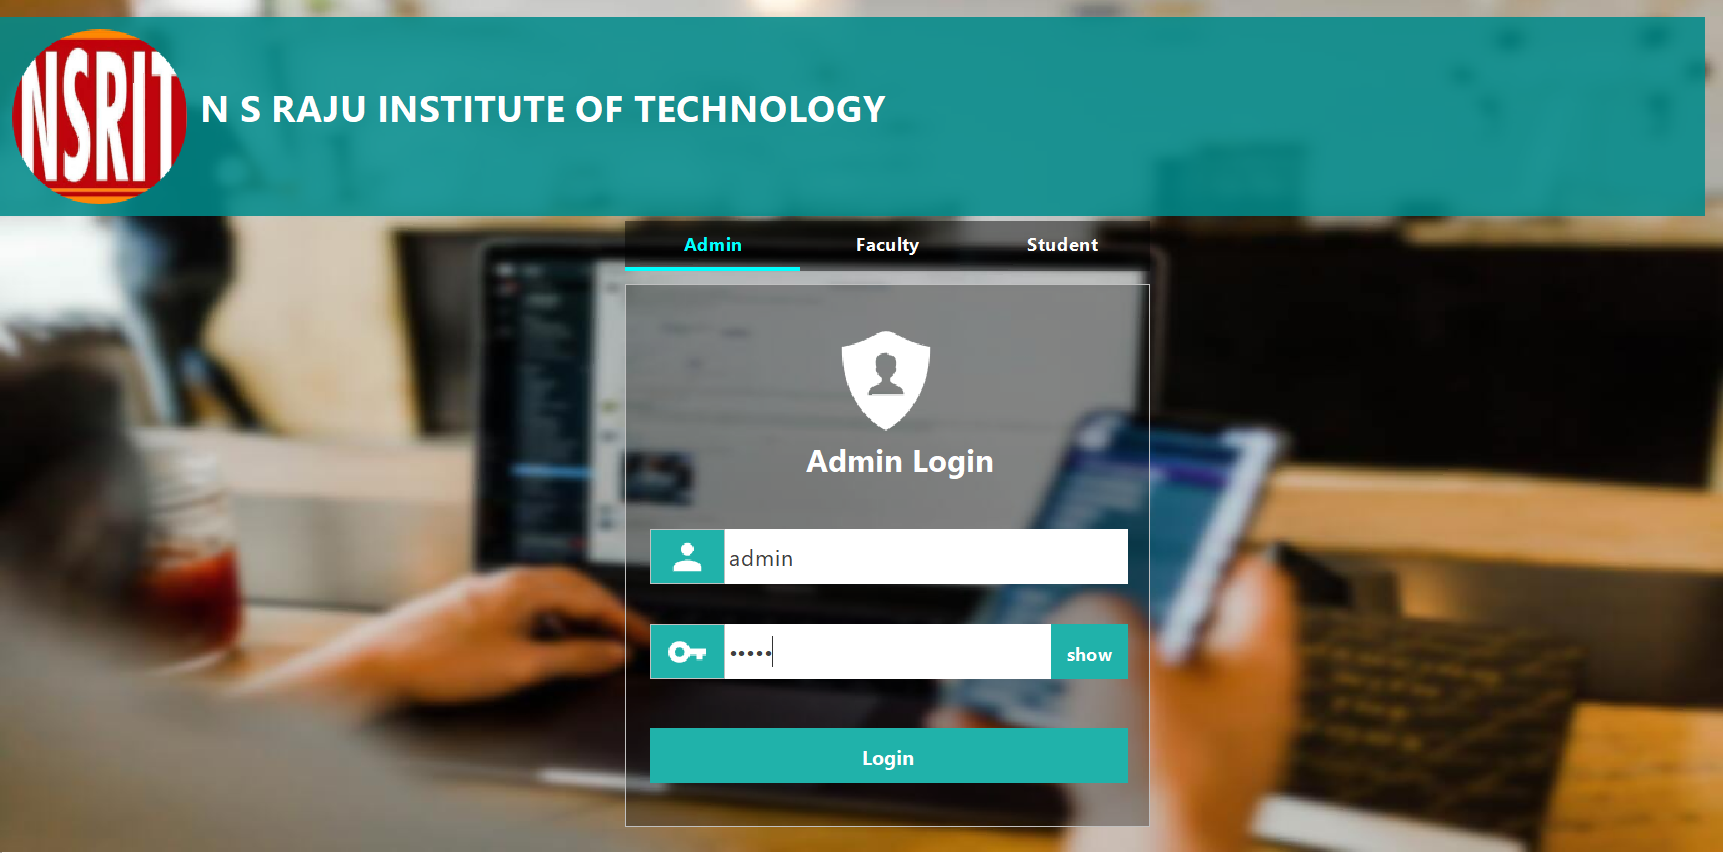 NSRIT
N S RAJU INSTITUTE OF TECHNOLOGY
Admin Faculty Student
Admin Login
admin
•••••
show
Login